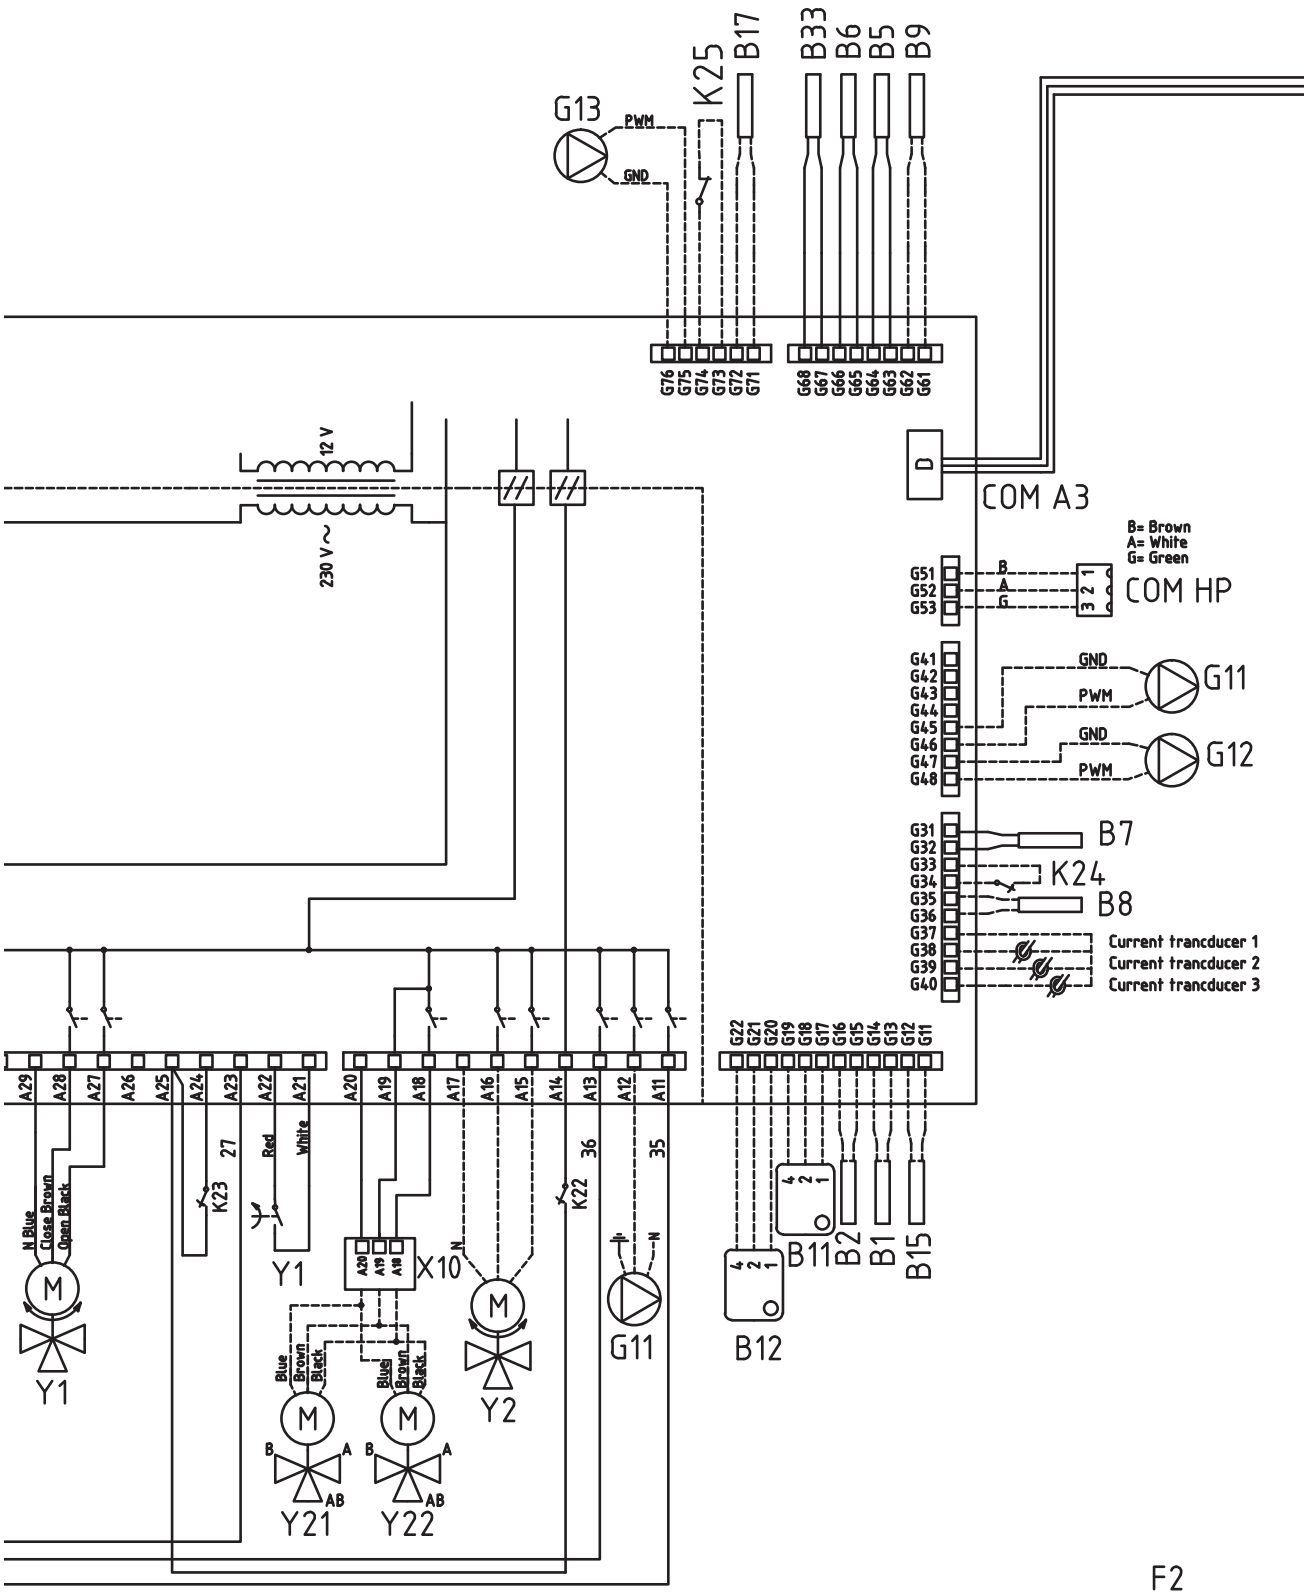 G13
K25
B17
B33
B6
B5
B9
PWM
GND
G76
G75
G74
G73
G72
G71
G68
G67
G66
G65
G64
G63
G62
G61
12 V
230 V ~
D
COM A3
B= Brown
A= White
G= Green
G51
G52
G53
B
A
G
1
2
3
COM HP
G41
G42
G43
G44
G45
G46
G47
G48
GND
PWM
G11
GND
PWM
G12
G31
G32
G33
G34
G35
G36
G37
G38
G39
G40
B7
K24
B8
Current trancducer 1
Current trancducer 2
Current trancducer 3
G22
G21
G20
G19
G18
G17
G16
G15
G14
G13
G12
G11
A29
A28
A27
A26
A25
A24
A23
A22
A21
A20
A19
A18
A17
A16
A15
A14
A13
A12
A11
27
Red
White
36
35
N Blue
Close Brown
Open Black
K23
K22
N
N
4
2
1
B11
B2
B1
B15
4
2
1
B12
M
Y1
Y1
A20
A19
A18
X10
M
Y2
G11
Blue
Brown
Black
Blue
Brown
Black
M
M
B
A
AB
B
A
AB
Y21
Y22
F2